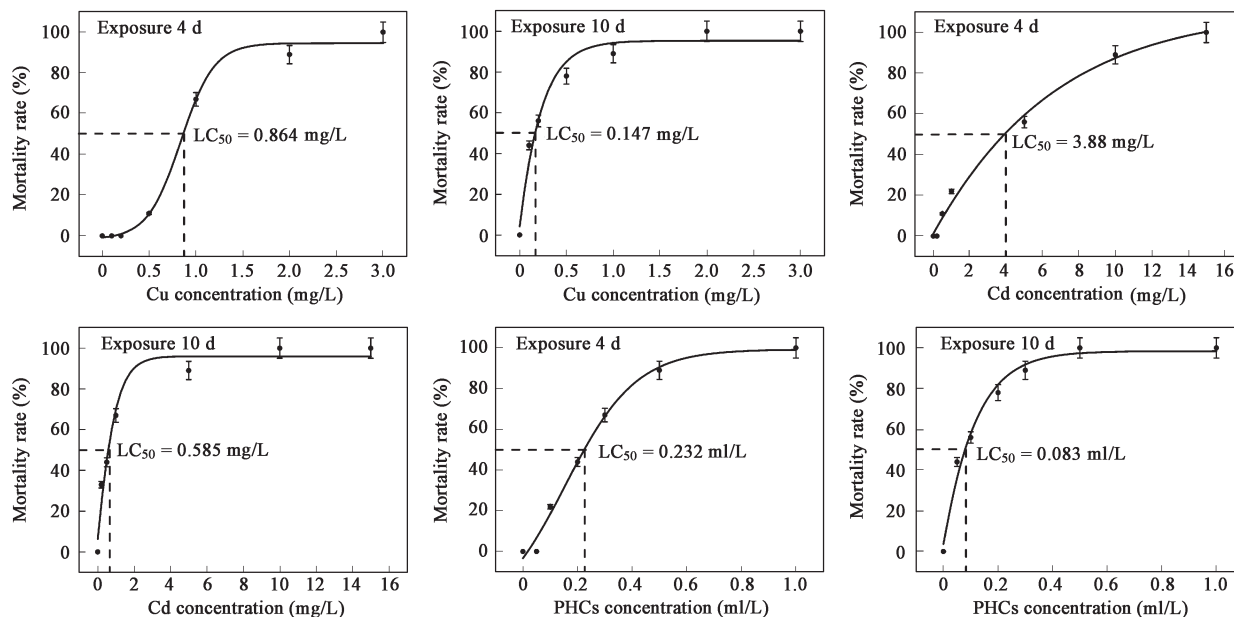 Exposure 4 d
Mortality rate (%)
100
80
60
40
20
0
LC50 = 0.864 mg/L
0 0.5 1.0 1.5 2.0 2.5 3.0
Cu concentration (mg/L)
Exposure 10 d
Mortality rate (%)
100
80
60
40
20
0
LC50 = 0.147 mg/L
0 0.5 1.0 1.5 2.0 2.5 3.0
Cu concentration (mg/L)
Exposure 4 d
Mortality rate (%)
100
80
60
40
20
0
LC50 = 3.88 mg/L
0 2 4 6 8 10 12 14 16
Cd concentration (mg/L)
Exposure 10 d
Mortality rate (%)
100
80
60
40
20
0
LC50 = 0.585 mg/L
0 2 4 6 8 10 12 14 16
Cd concentration (mg/L)
Exposure 4 d
Mortality rate (%)
100
80
60
40
20
0
LC50 = 0.232 ml/L
0 0.2 0.4 0.6 0.8 1.0
PHCs concentration (ml/L)
Exposure 10 d
Mortality rate (%)
100
80
60
40
20
0
LC50 = 0.083 ml/L
0 0.2 0.4 0.6 0.8 1.0
PHCs concentration (ml/L)